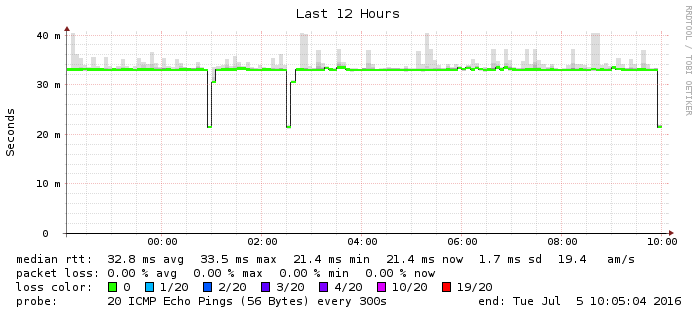 Last 12 Hours
RRDTOOL / TOBI OETIKER
Seconds
40 m
30 m
20 m
10 m
0
00:00 02:00 04:00 06:00 08:00 10:00
median rtt: 32.8 ms avg 33.5 ms max 21.4 ms min 21.4 ms now 1.7 ms sd 19.4 am/s
packet loss: 0.00 % avg 0.00 % max 0.00 % min 0.00 % now
loss color: 0 1/20 2/20 3/20 4/20 10/20 19/20
probe: 20 ICMP Echo Pings (56 Bytes) every 300s end: Tue Jul 5 10:05:04 2016